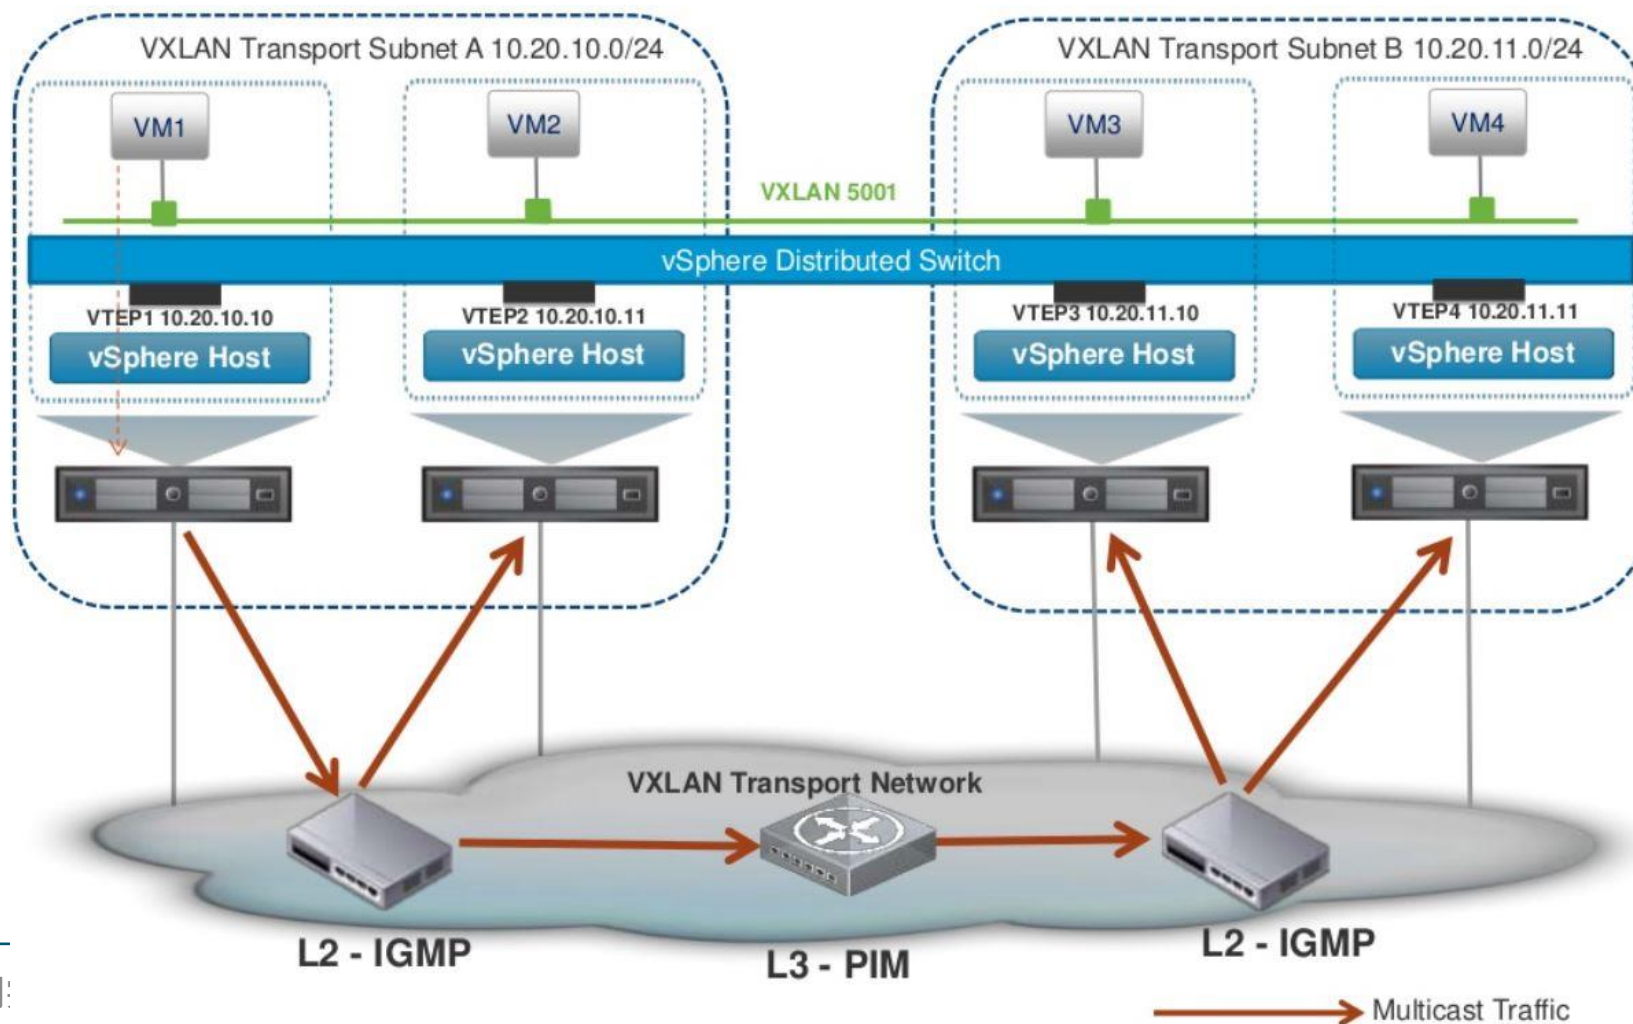 VXLAN Transport Subnet A 10.20.10.0/24
VXLAN Transport Subnet B 10.20.11.0/24
VM1
VM2
VM3
VM4
VXLAN 5001
vSphere Distributed Switch
VTEP1 10.20.10.10
VTEP2 10.20.10.11
VTEP3 10.20.11.10
VTEP4 10.20.11.11
vSphere Host
vSphere Host
vSphere Host
vSphere Host
VXLAN Transport Network
L2 - IGMP
L3 - PIM
L2 - IGMP
Multicast Traffic